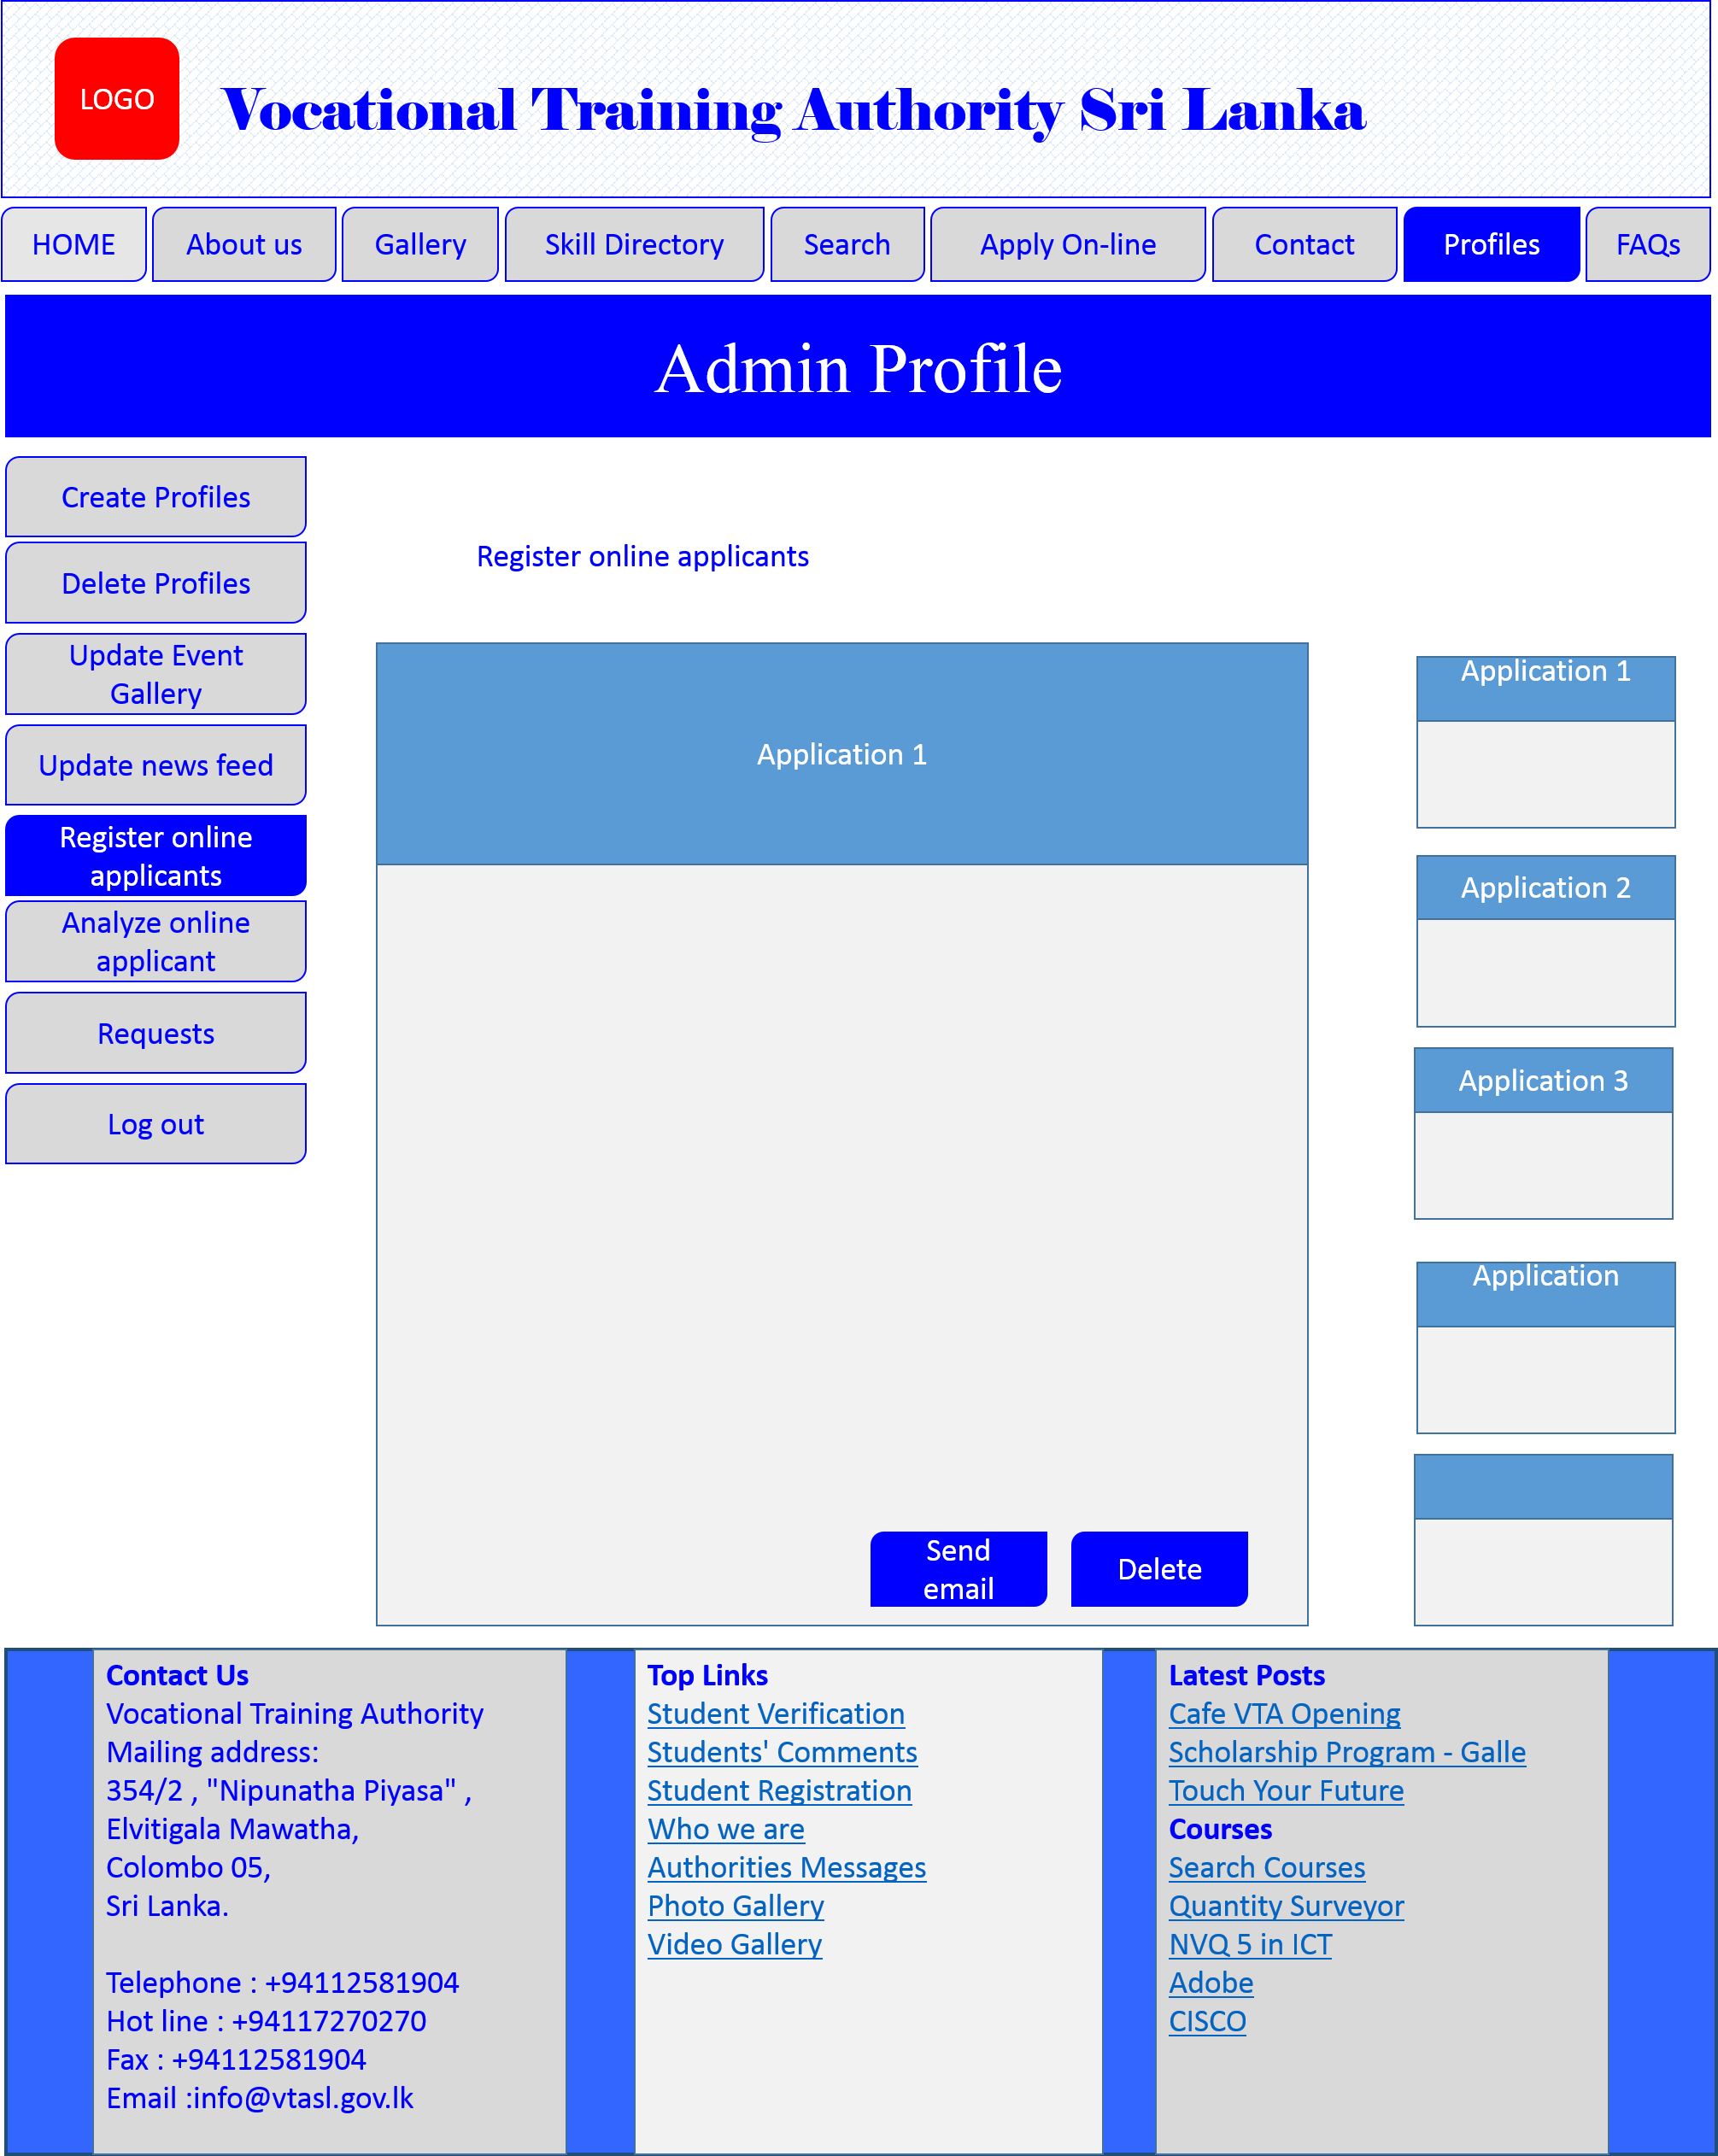 LOGO
Vocational Training Authority Sri Lanka
HOME
About us
Gallery
Skill Directory
Search
Apply On-line
Contact
Profiles
FAQs
Admin Profile
Create Profiles
Delete Profiles
Update Event
Gallery
Update news feed
Register online
applicants
Analyze online
applicant
Requests
Log out
Register online applicants
Application 1
Send
email
Delete
Application 1
Application 2
Application 3
Application
Contact Us
Vocational Training Authority
Mailing address:
354/2 , "Nipunatha Piyasa" ,
Elvitigala Mawatha,
Colombo 05,
Sri Lanka.
Telephone : +94112581904
Hot line : +94117270270
Fax : +94112581904
Email :info@vtasl.gov.lk
Top Links
Student Verification
Students' Comments
Student Registration
Who we are
Authorities Messages
Photo Gallery
Video Gallery
Latest Posts
Cafe VTA Opening
Scholarship Program - Galle
Touch Your Future
Courses
Search Courses
Quantity Surveyor
NVQ 5 in ICT
Adobe
CISCO